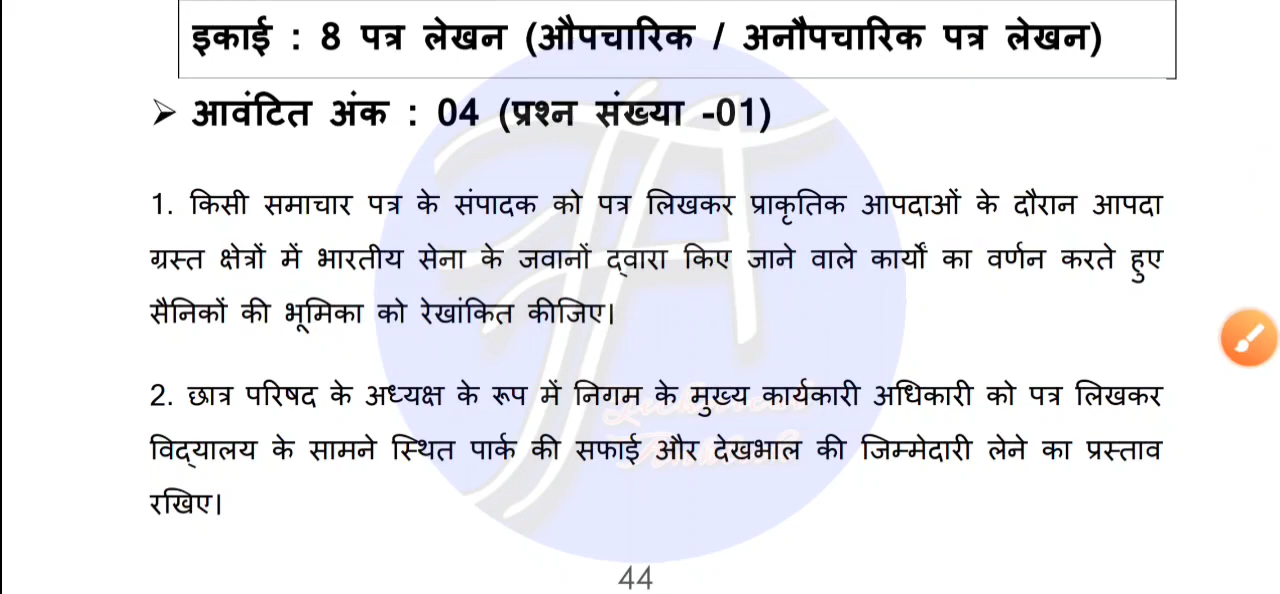 इकाई : 8 पत्र लेखन (औपचारिक / अनौपचारिक पत्र लेखन)
➢ आवंटित अंक : 04 (प्रश्न संख्या -01)
1. किसी समाचार पत्र के संपादक को पत्र लिखकर प्राकृतिक आपदाओं के दौरान आपदा
ग्रस्त क्षेत्रों में भारतीय सेना के जवानों द्वारा किए जाने वाले कार्यों का वर्णन करते हुए
सैनिकों की भूमिका को रेखांकित कीजिए।
2. छात्र परिषद के अध्यक्ष के रूप में निगम के मुख्य कार्यकारी अधिकारी को पत्र लिखकर
विद्यालय के सामने स्थित पार्क की सफाई और देखभाल की जिम्मेदारी लेने का प्रस्ताव
रखिए।
44